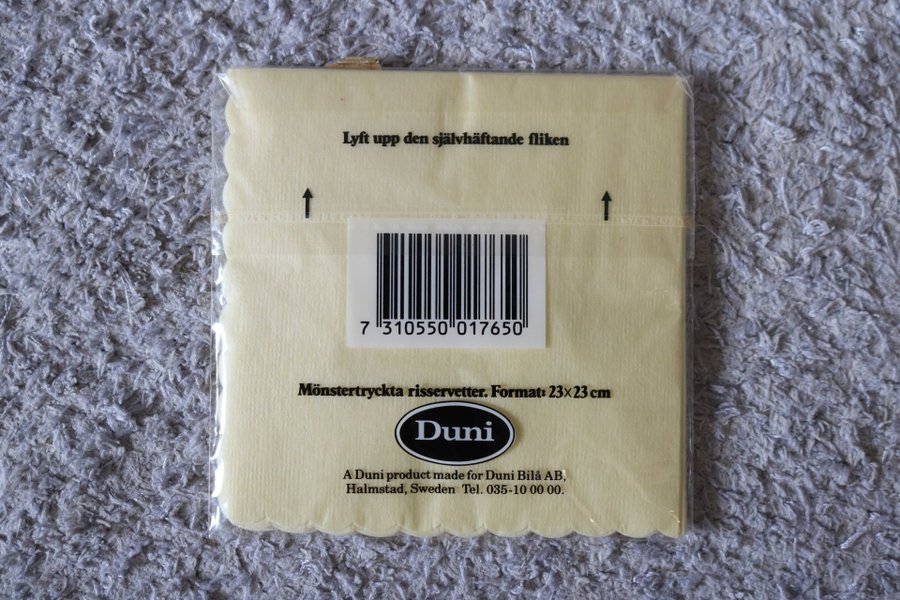 Lyft upp den självhäftande fliken
7 310550 017650
Mönstertryckta risservetter. Format: 23×23 cm
Duni
A Duni product made for Duni Bilå AB,
Halmstad, Sweden Tel. 035-10 00 00.